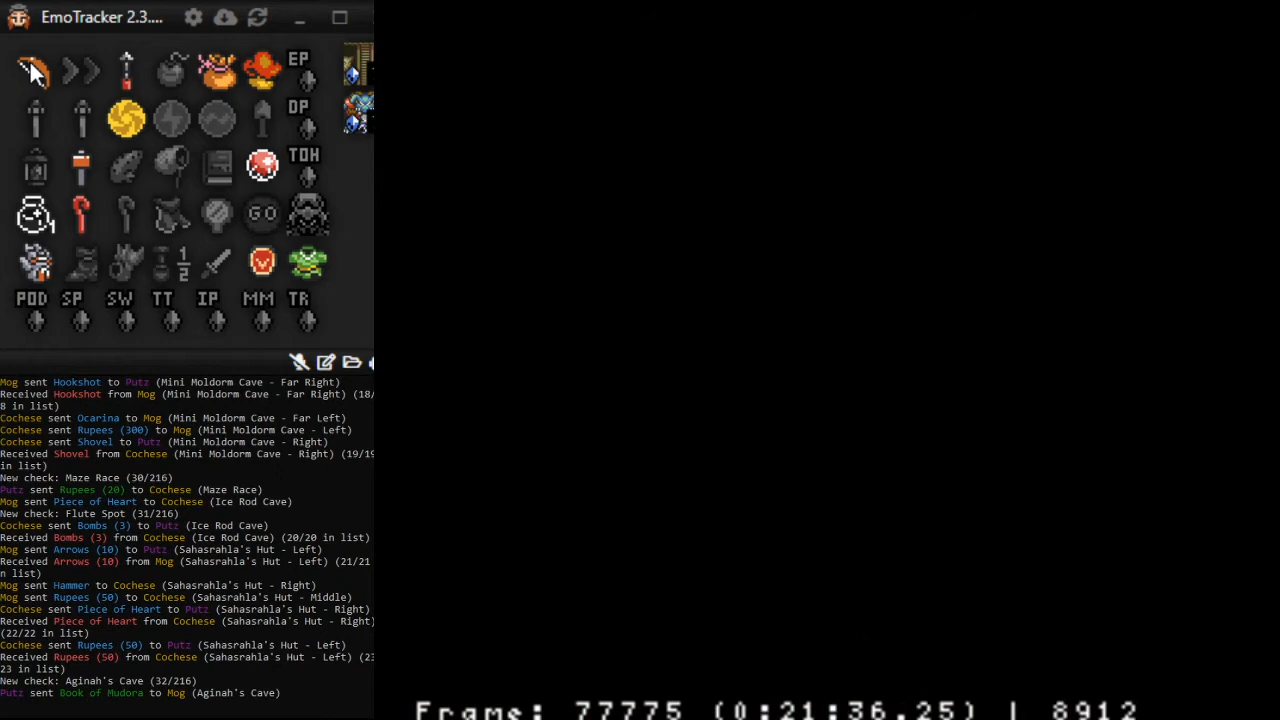 EmoTracker 2.3....
EP
DP
TOH
GO
1/2
POD SP SW TT IP MM TR
Mog sent Hookshot to Putz (Mini Moldorm Cave - Far Right)
Received Hookshot from Mog (Mini Moldorm Cave - Far Right) (18/
8 in list)
Cochese sent Ocarina to Mog (Mini Moldorm Cave - Far Left)
Cochese sent Rupees (300) to Mog (Mini Moldorm Cave - Left)
Cochese sent Shovel to Putz (Mini Moldorm Cave - Right)
Received Shovel from Cochese (Mini Moldorm Cave - Right) (19/19
in list)
New check: Maze Race (30/216)
Putz sent Rupees (20) to Cochese (Maze Race)
Mog sent Piece of Heart to Cochese (Ice Rod Cave)
New check: Flute Spot (31/216)
Cochese sent Bombs (3) to Putz (Ice Rod Cave)
Received Bombs (3) from Cochese (Ice Rod Cave) (20/20 in list)
Mog sent Arrows (10) to Putz (Sahasrahla's Hut - Left)
Received Arrows (10) from Mog (Sahasrahla's Hut - Left) (21/21
n list)
Mog sent Hammer to Cochese (Sahasrahla's Hut - Right)
Mog sent Rupees (50) to Cochese (Sahasrahla's Hut - Middle)
Cochese sent Piece of Heart to Putz (Sahasrahla's Hut - Right)
Received Piece of Heart from Cochese (Sahasrahla's Hut - Right)
(22/22 in list)
Cochese sent Rupees (50) to Putz (Sahasrahla's Hut - Left)
Received Rupees (50) from Cochese (Sahasrahla's Hut - Left) (23
23 in list)
New check: Aginah's Cave (32/216)
Putz sent Book of Mudora to Mog (Aginah's Cave)
Frame: 77775 (0:21:36.25) | 8912